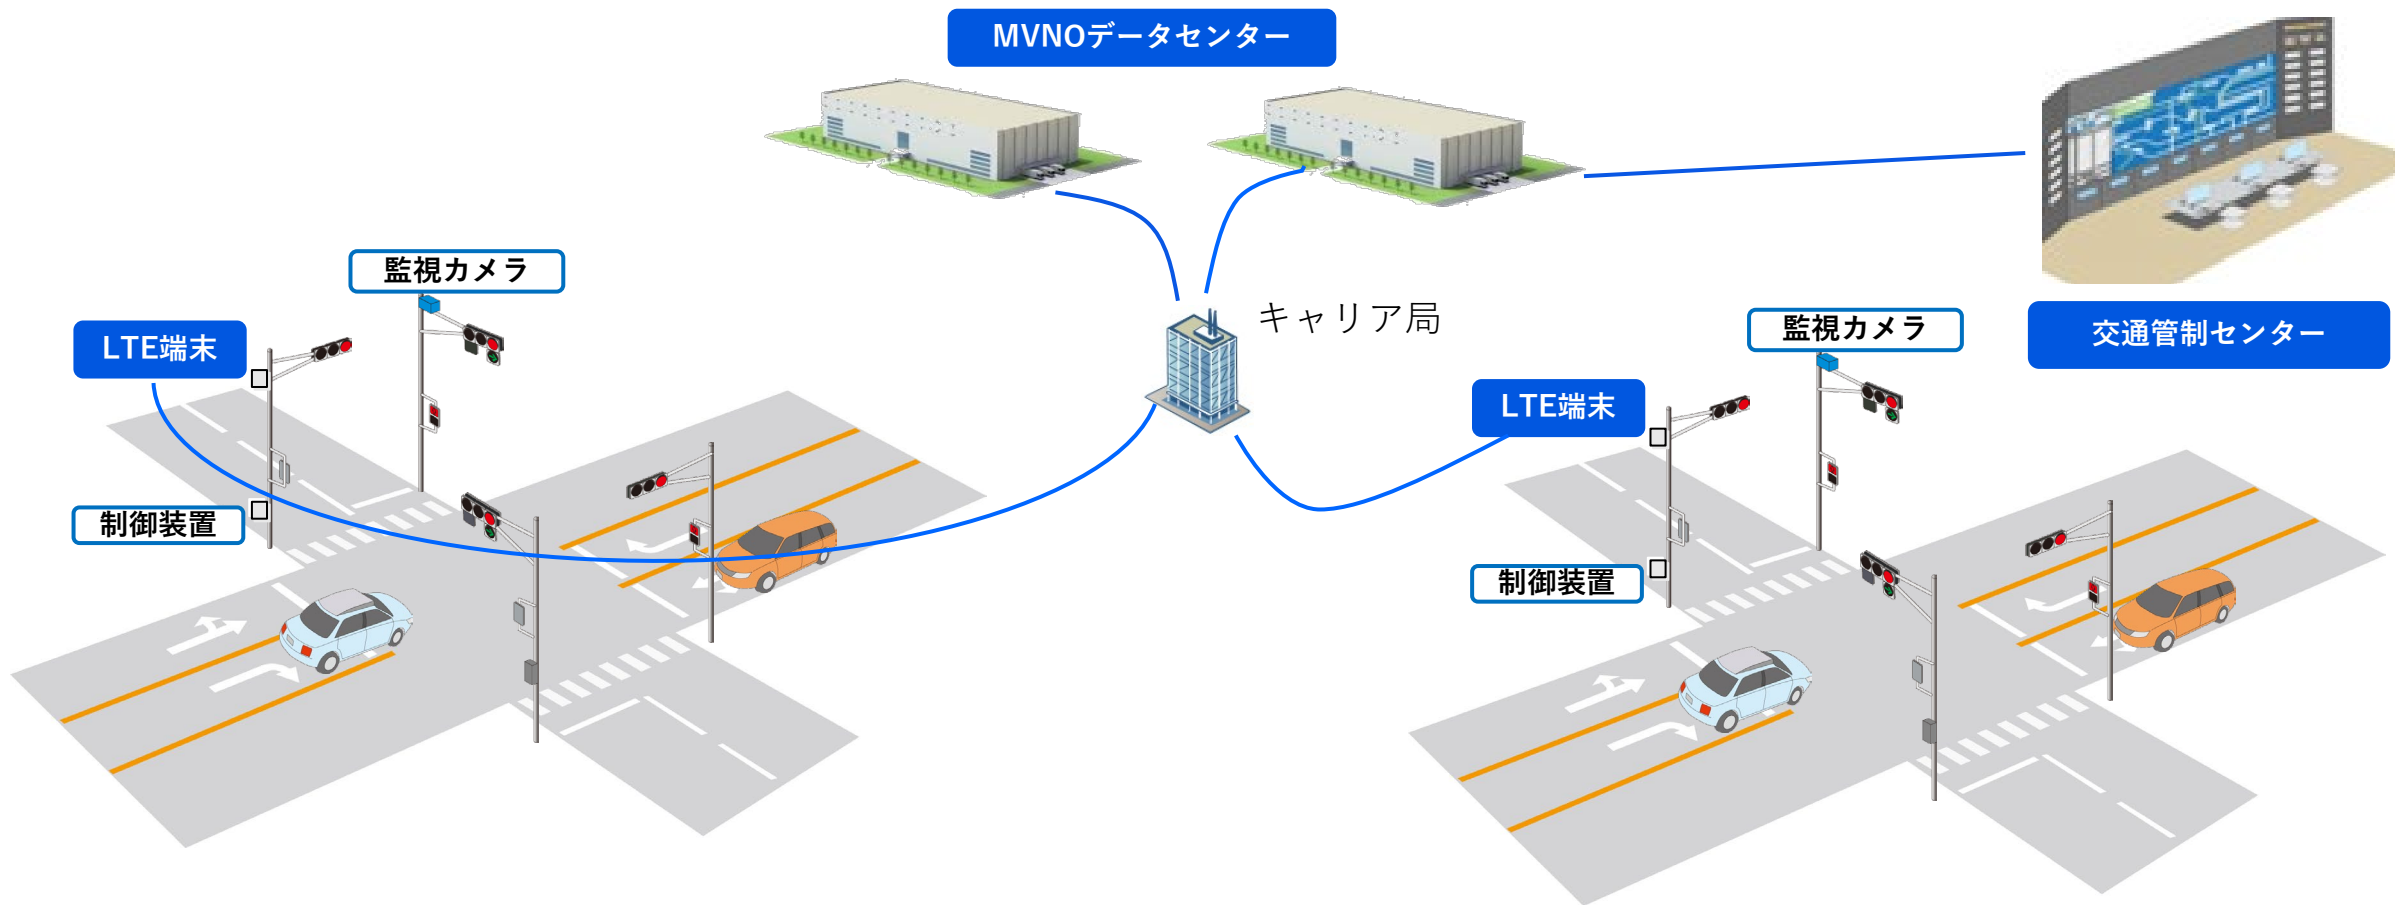 MVNOデータセンター
監視カメラ
LTE端末
キャリア局
監視カメラ
交通管制センター
LTE端末
制御装置
制御装置